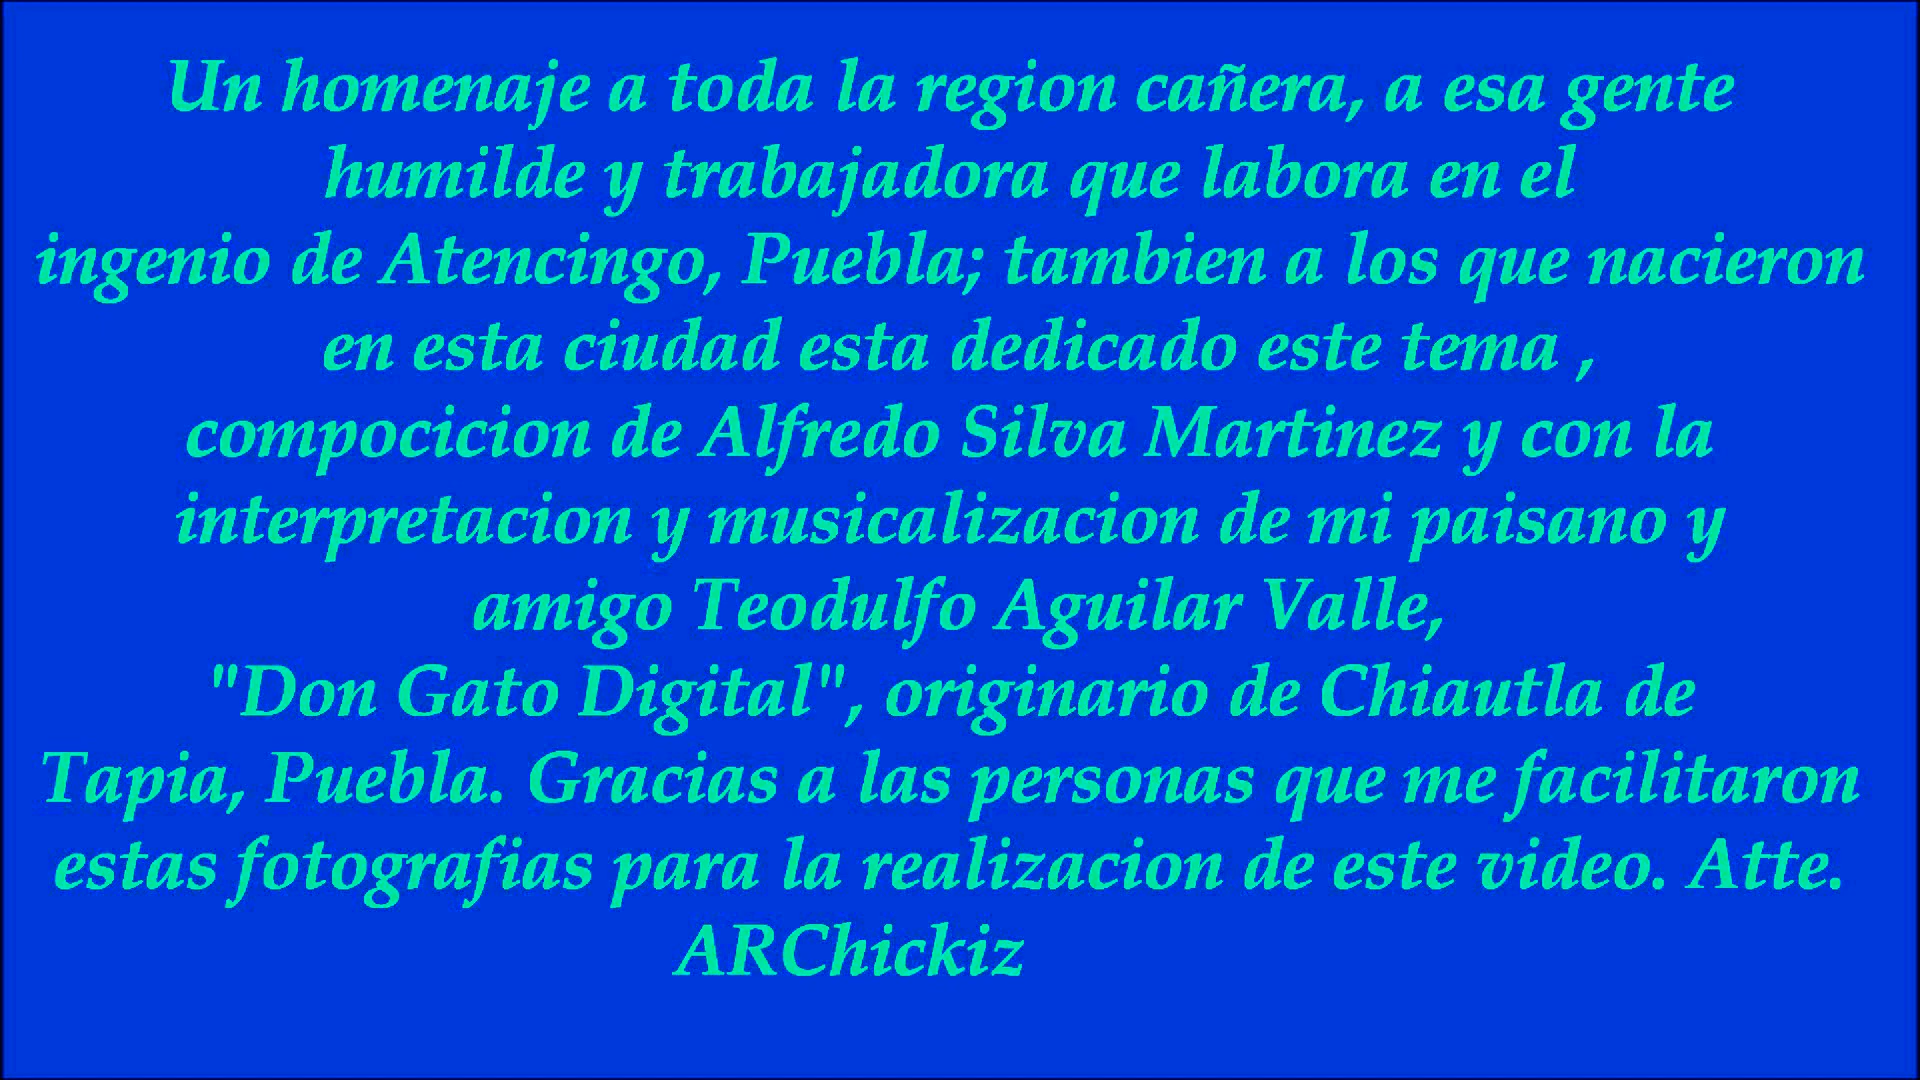 Un homenaje a toda la region cañera, a esa gente
humilde y trabajadora que labora en el
ingenio de Atencingo, Puebla; tambien a los que nacieron
en esta ciudad esta dedicado este tema ,
compocicion de Alfredo Silva Martinez y con la
interpretacion y musicalizacion de mi paisano y
amigo Teodulfo Aguilar Valle,
"Don Gato Digital", originario de Chiautla de
Tapia, Puebla. Gracias a las personas que me facilitaron
estas fotografias para la realizacion de este video. Atte.
ARChickiz